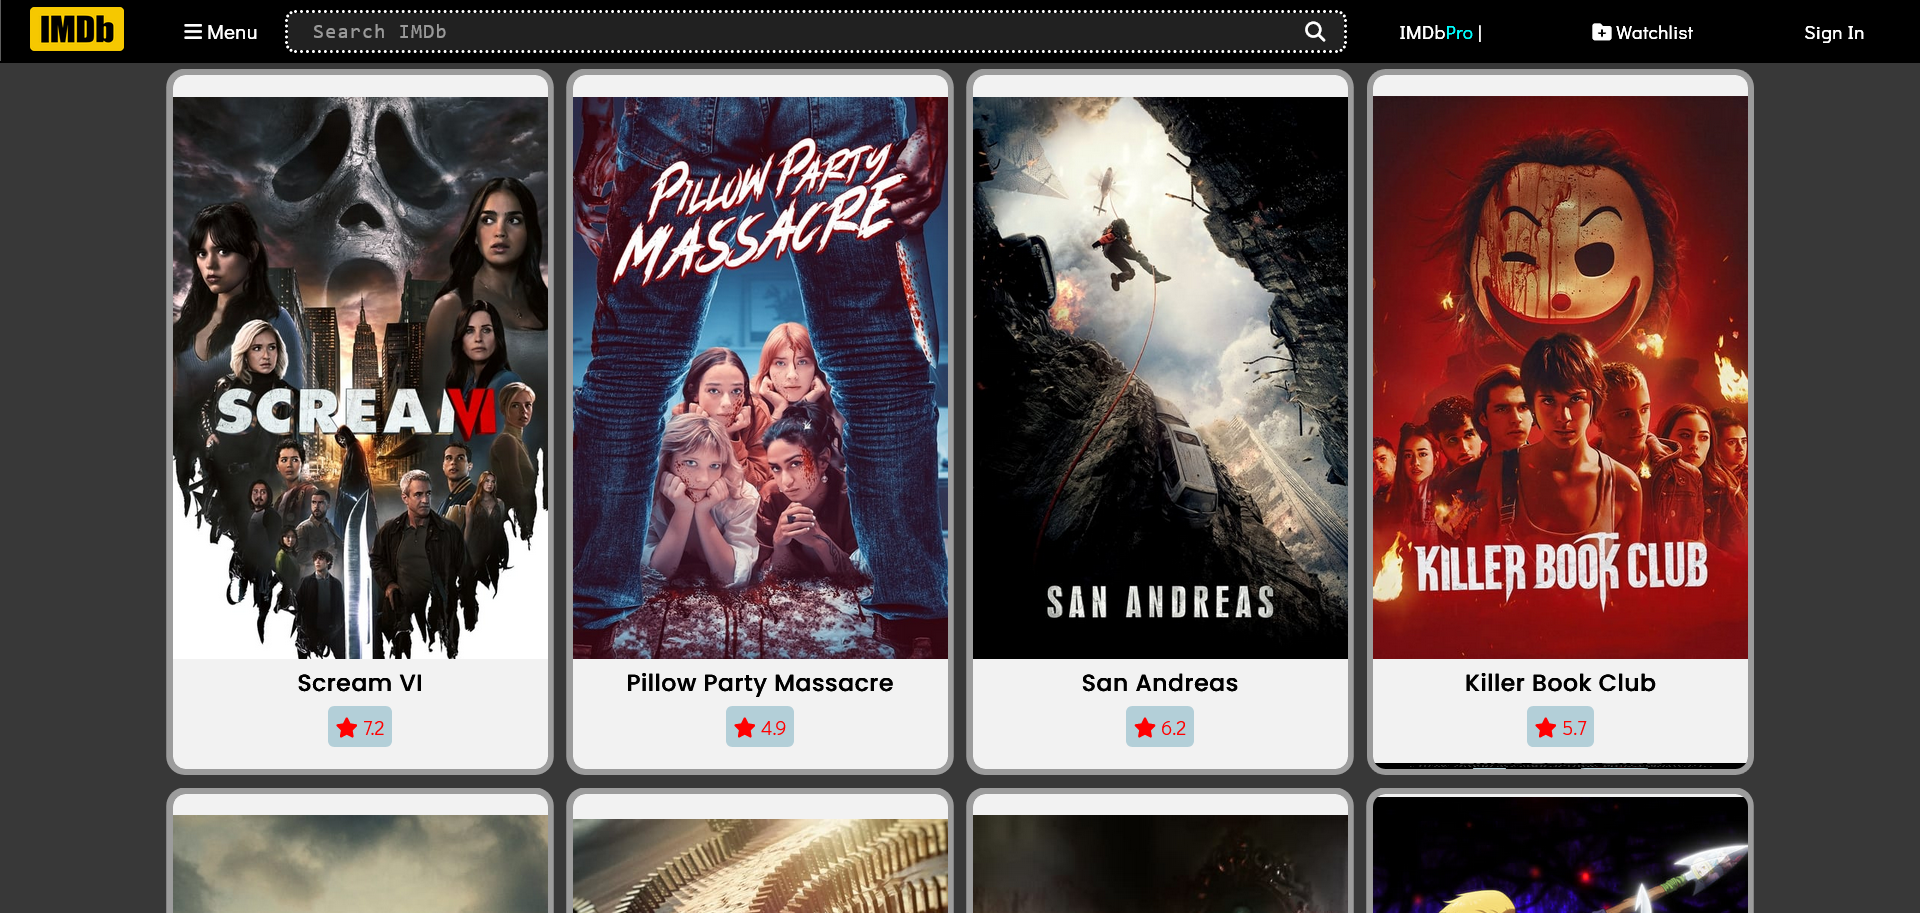 IMDb
Menu
Search IMDb
IMDbPro |
Watchlist
Sign In
SCREAM VI
PILLOW PARTY
MASSACRE
SAN ANDREAS
KILLER BOOK CLUB
Scream VI
Pillow Party Massacre
San Andreas
Killer Book Club
7.2
4.9
6.2
5.7